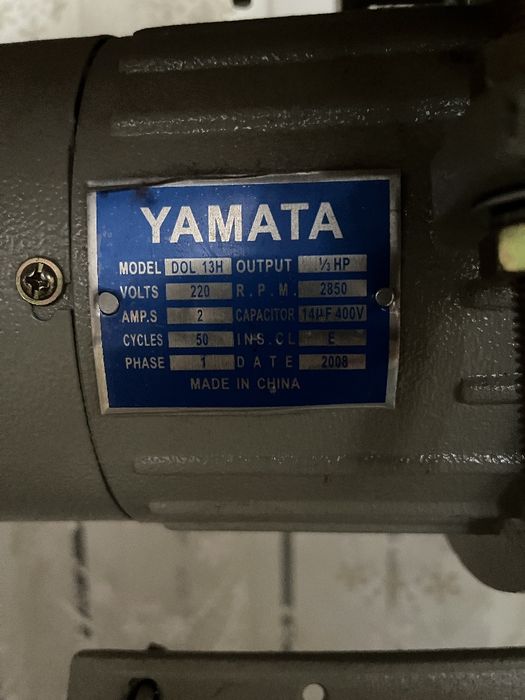 YAMATA
MODEL DOL 13H OUTPUT ⅓ HP
VOLTS 220 R.P.M. 2850
AMP.S 2 CAPACITOR 14μF 400V
CYCLES 50 INS.CL E
PHASE 1 DATE 2008
MADE IN CHINA